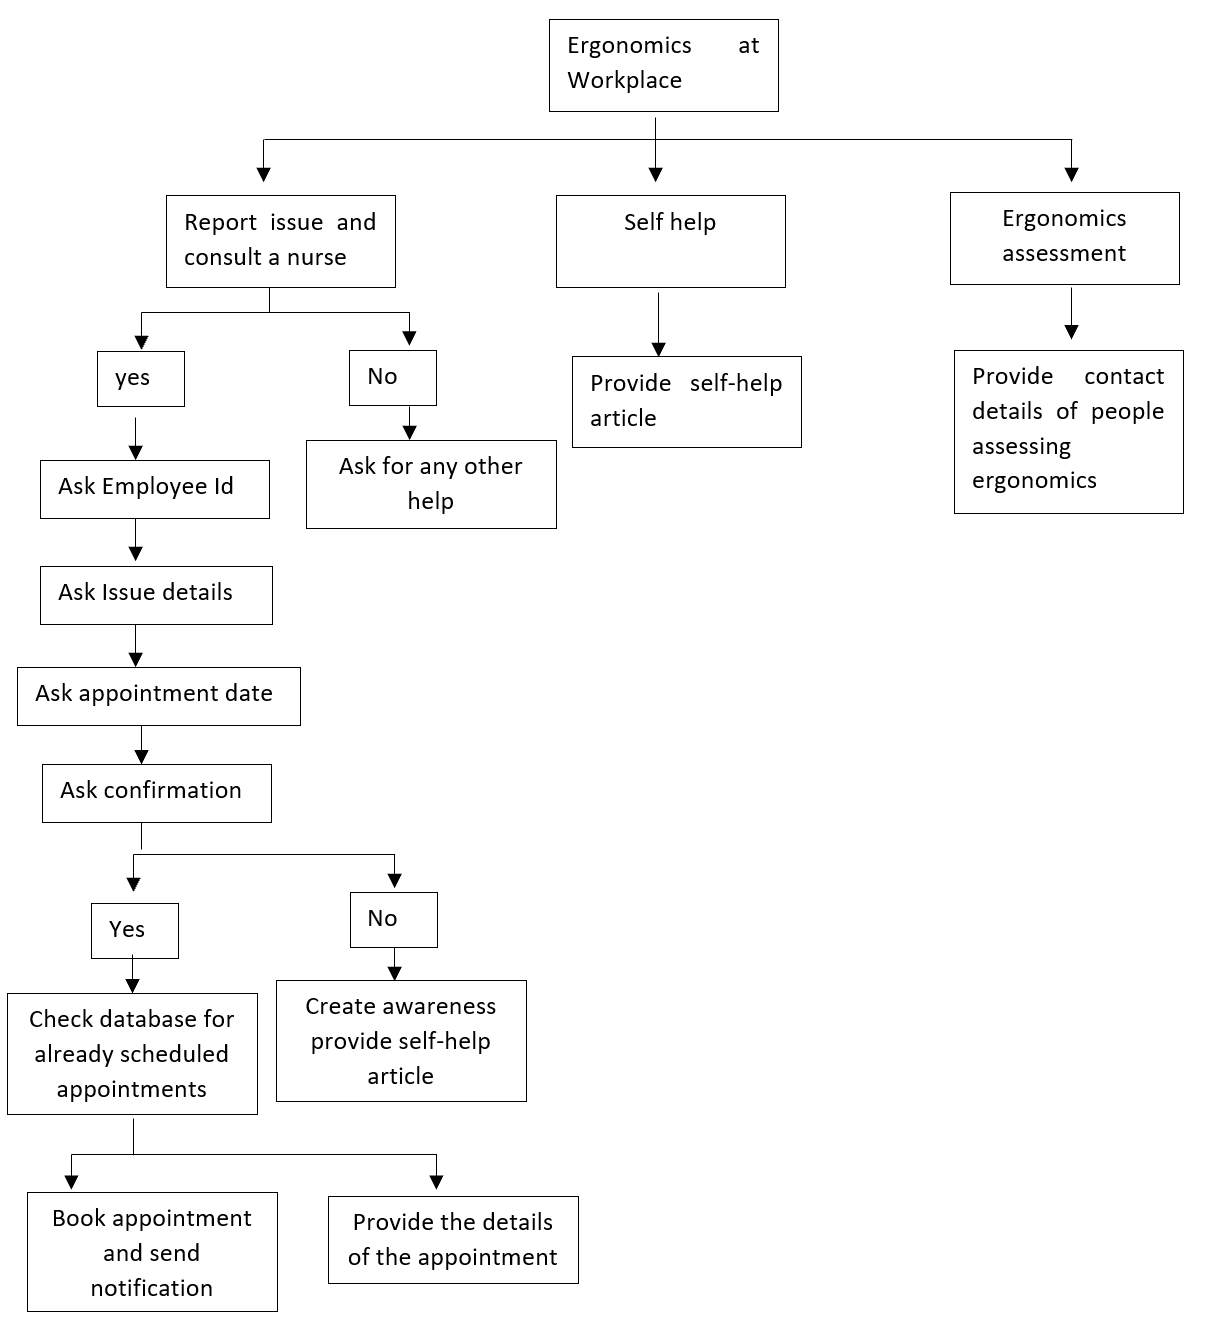 Ergonomics at
Workplace
Report issue and
consult a nurse
Self help
Ergonomics
assessment
yes
No
Provide self-help
article
Provide contact
details of people
assessing
ergonomics
Ask Employee Id
Ask for any other
help
Ask Issue details
Ask appointment date
Ask confirmation
Yes
No
Check database for
already scheduled
appointments
Create awareness
provide self-help
article
Book appointment
and send
notification
Provide the details
of the appointment